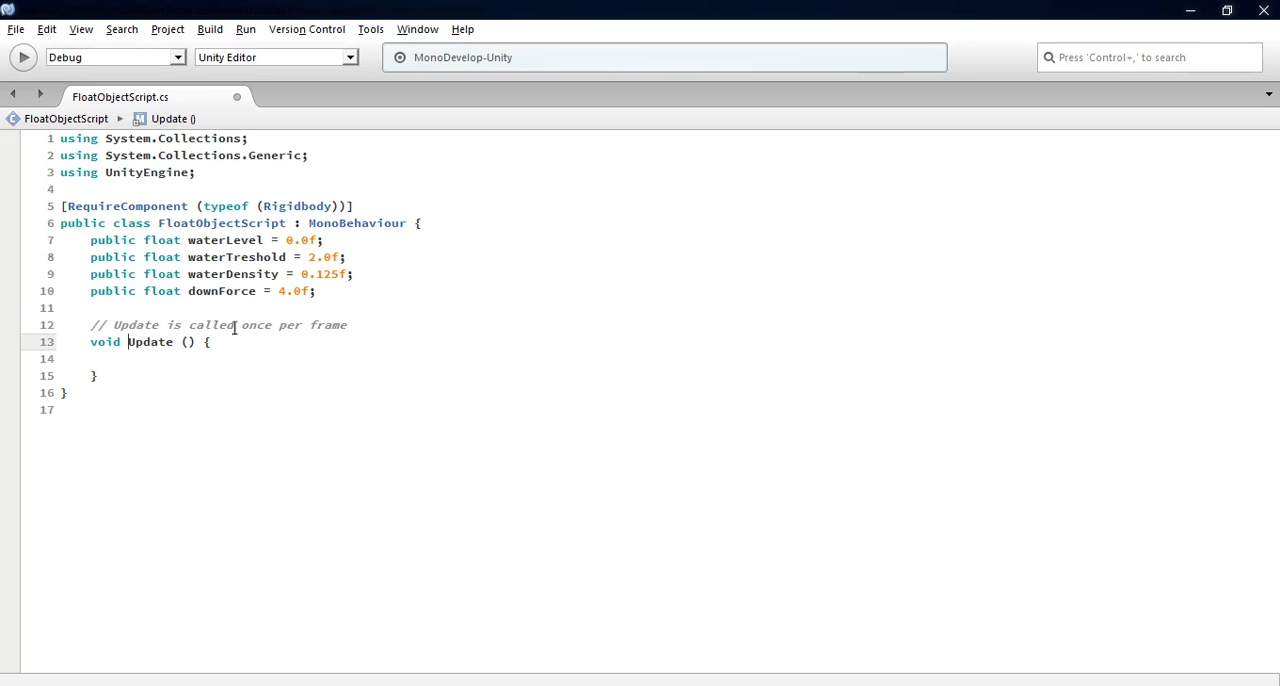 File Edit View Search Project Build Run Version Control Tools Window Help
Debug Unity Editor MonoDevelop-Unity Press 'Control+,' to search
FloatObjectScript.cs
FloatObjectScript Update ()
1 using System.Collections;
2 using System.Collections.Generic;
3 using UnityEngine;
4
5 [RequireComponent (typeof (Rigidbody))]
6 public class FloatObjectScript : MonoBehaviour {
7 public float waterLevel = 0.0f;
8 public float waterTreshold = 2.0f;
9 public float waterDensity = 0.125f;
10 public float downForce = 4.0f;
11
12 // Update is called once per frame
13 void Update () {
14
15 }
16 }
17